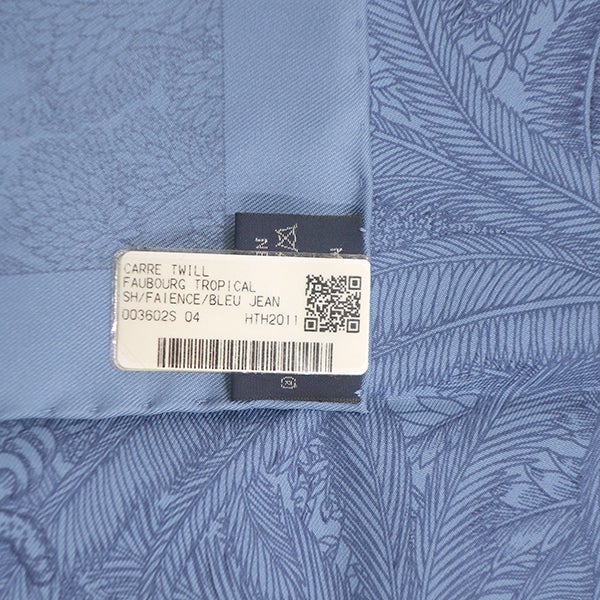 CARRE TWILL
FAUBOURG TROPICAL
SH/FAIENCE/BLEU JEAN
003602S 04 HTH2011